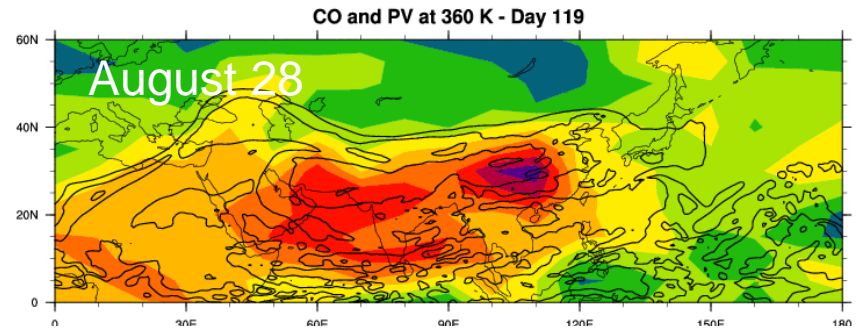 CO and PV at 360 K - Day 119
60N
August 28
40N
20N
0
0 30E 60E 90E 120E 150E 180